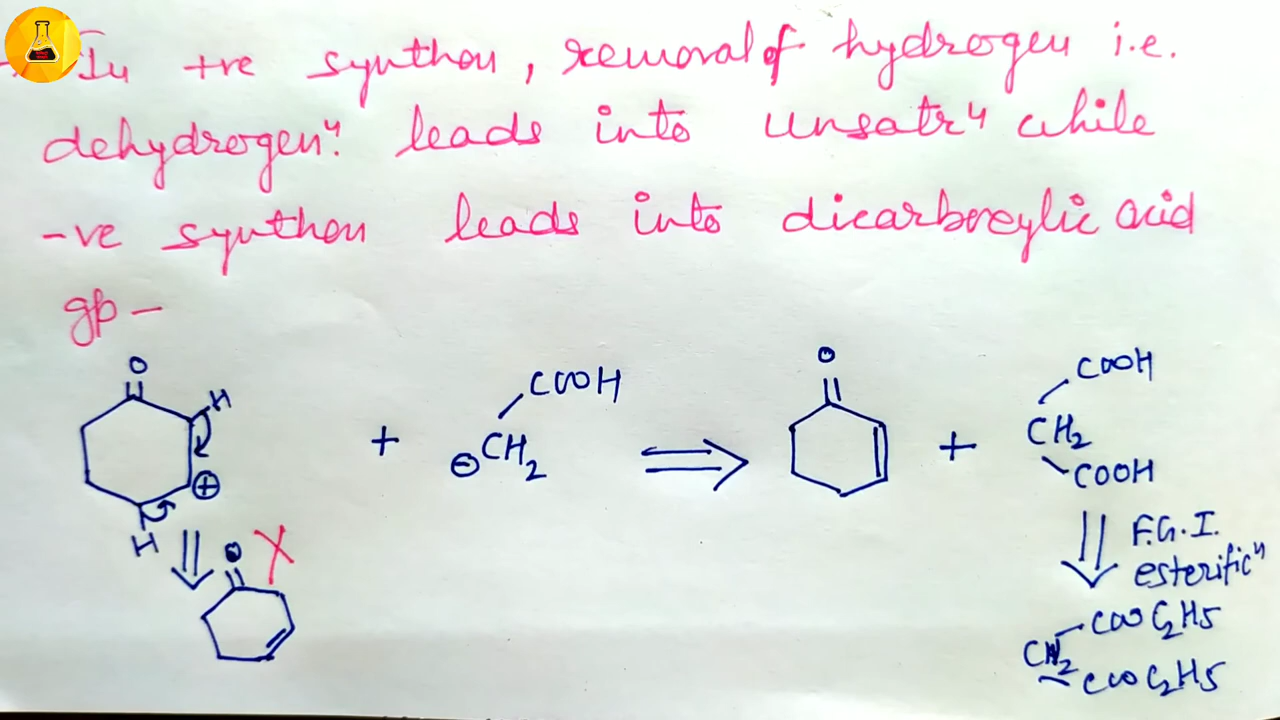 In +ve synthon, removal of hydrogen i.e.
dehydrogenⁿ. leads into unsatrⁿ while
-ve synthon leads into dicarboxylic acid
gp -
O
H
⊕
H
+
COOH
⊖CH2
O
+
COOH
CH2
COOH
O
X
F.G.I.
esterificⁿ
COOC2H5
CH2
COOC2H5